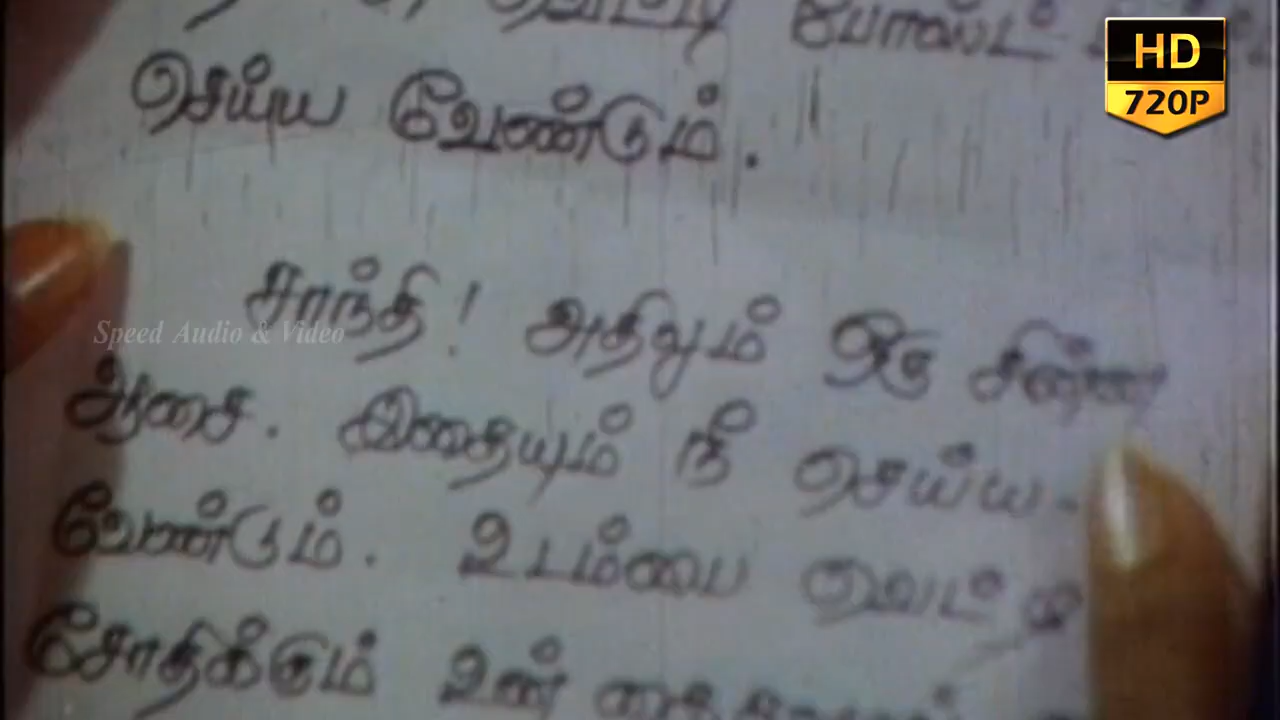 வெட்டி போஸ்ட்
HD
செய்ய வேண்டும்.
720P
சாந்தி! அதிலும் ஒரு சின்ன
Speed Audio & Video
ஆசை. இதையும் நீ செய்ய-
வேண்டும். உடம்பை வெட்டி
சோதிக்கும் உன்